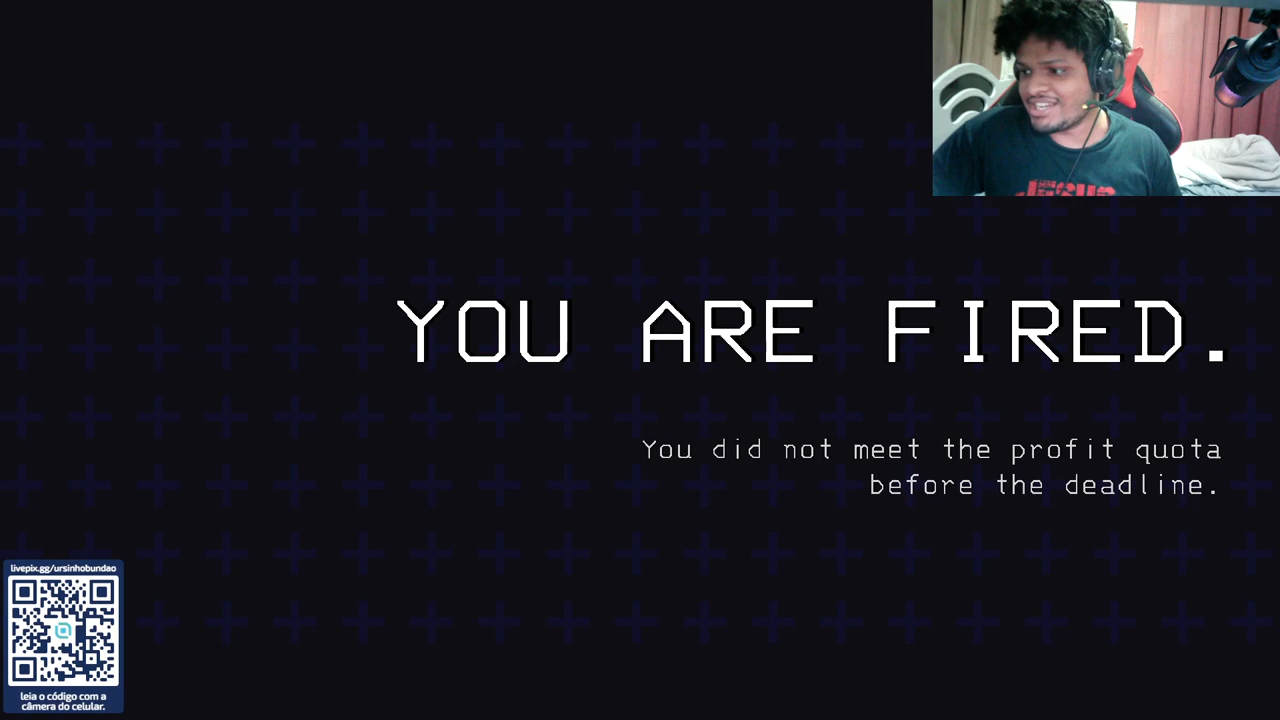 YOU ARE FIRED.
You did not meet the profit quota
before the deadline.
livepix.gg/ursinhobundao
leia o código com a
câmera do celular.